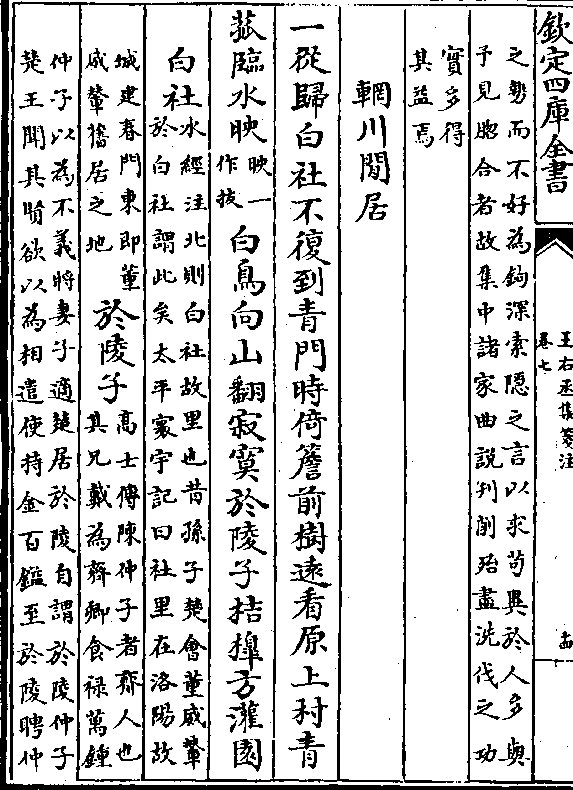 欽定四庫全書
王右丞集箋注
卷七
十四
之勢而不好為鉤深索隱之言以求茍異於人多與
予見脗合者故集中諸家曲說刋削殆盡洗伐之功
實多得
其益焉
輞川閒居
一從歸白社不復到青門時倚簷前樹逺看原上村青
菰臨水映映一作拔白鳥向山翻寂寞於陵子桔橰方灌園
白社水經注北則白社故里也昔孫子楚會董威輦
於白社謂此矣太平寰宇記曰社里在洛陽故
城建春門東即董
威輦舊居之地
於陵子高士傳陳仲子者齊人也
其兄戴為齊卿食禄萬鍾
仲子以為不義將妻子適楚居於陵自謂於陵仲子
楚王聞其賢欲以為相遣使持金百鎰至於陵聘仲